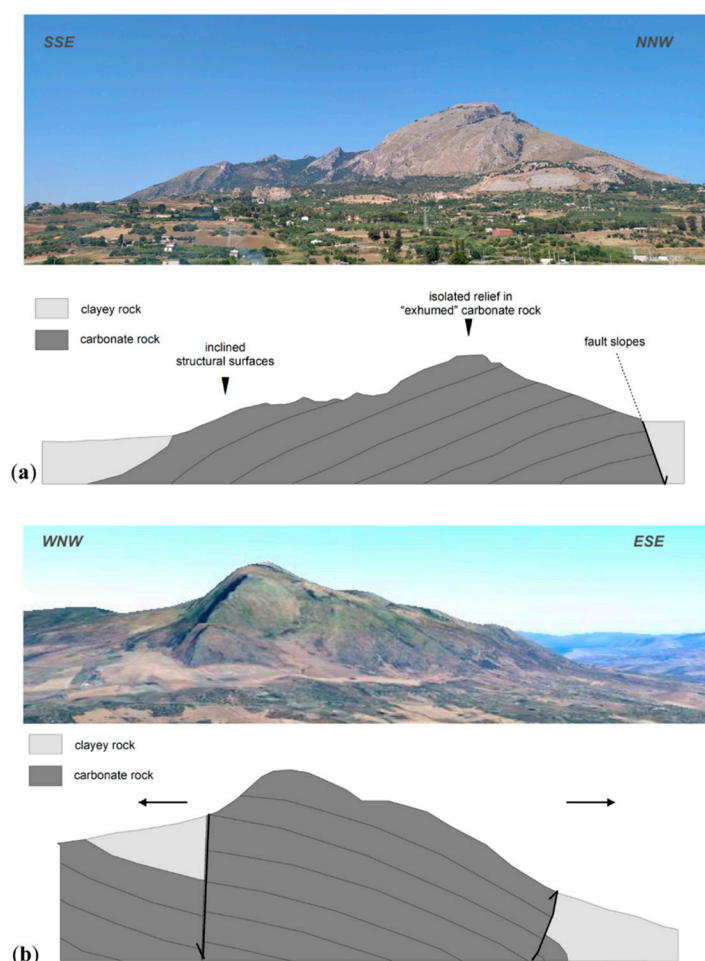 SSE
NNW
clayey rock
carbonate rock
inclined
structural surfaces
isolated relief in
“exhumed” carbonate rock
fault slopes
(a)
WNW
ESE
clayey rock
carbonate rock
(b)